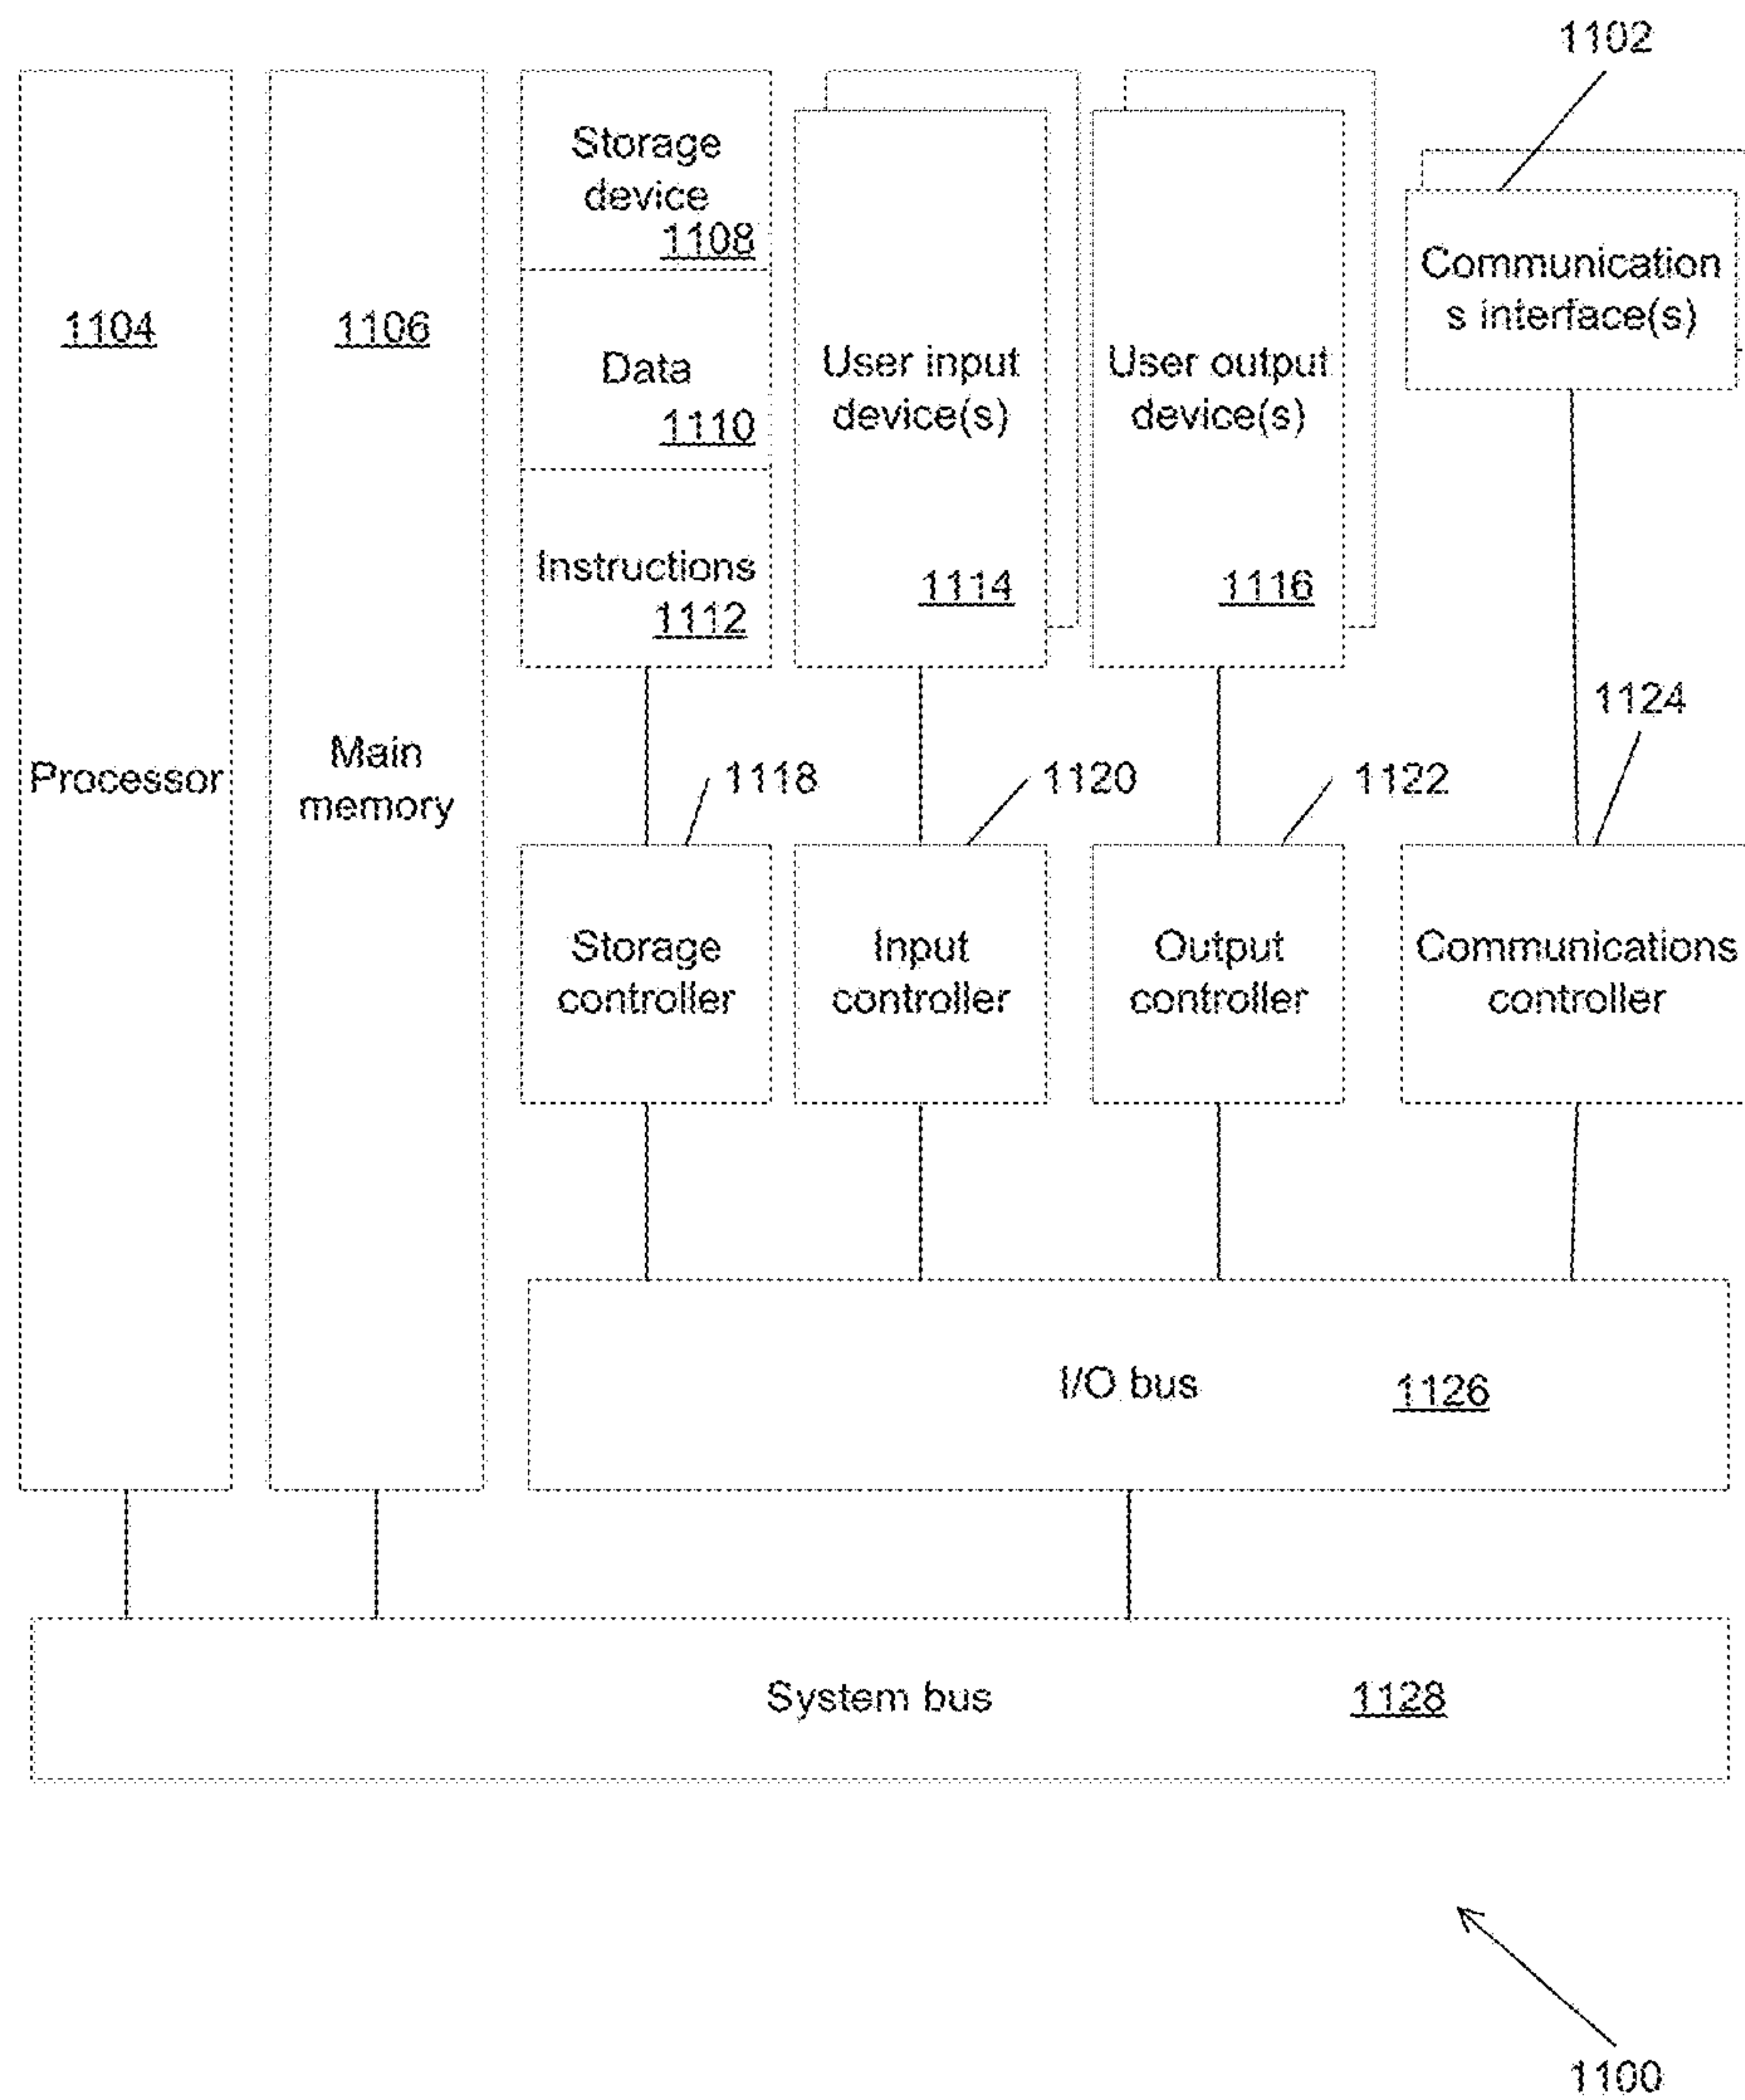 1102
Storage
device
1108
Communication
s interface(s)
1104
1106
Data
1110
User input
device(s)
User output
device(s)
Instructions
1112
1114
1116
1124
Processor
Main
memory
1118
1120
1122
Storage
controller
Input
controller
Output
controller
Communications
controller
I/O bus
1126
System bus
1128
1100